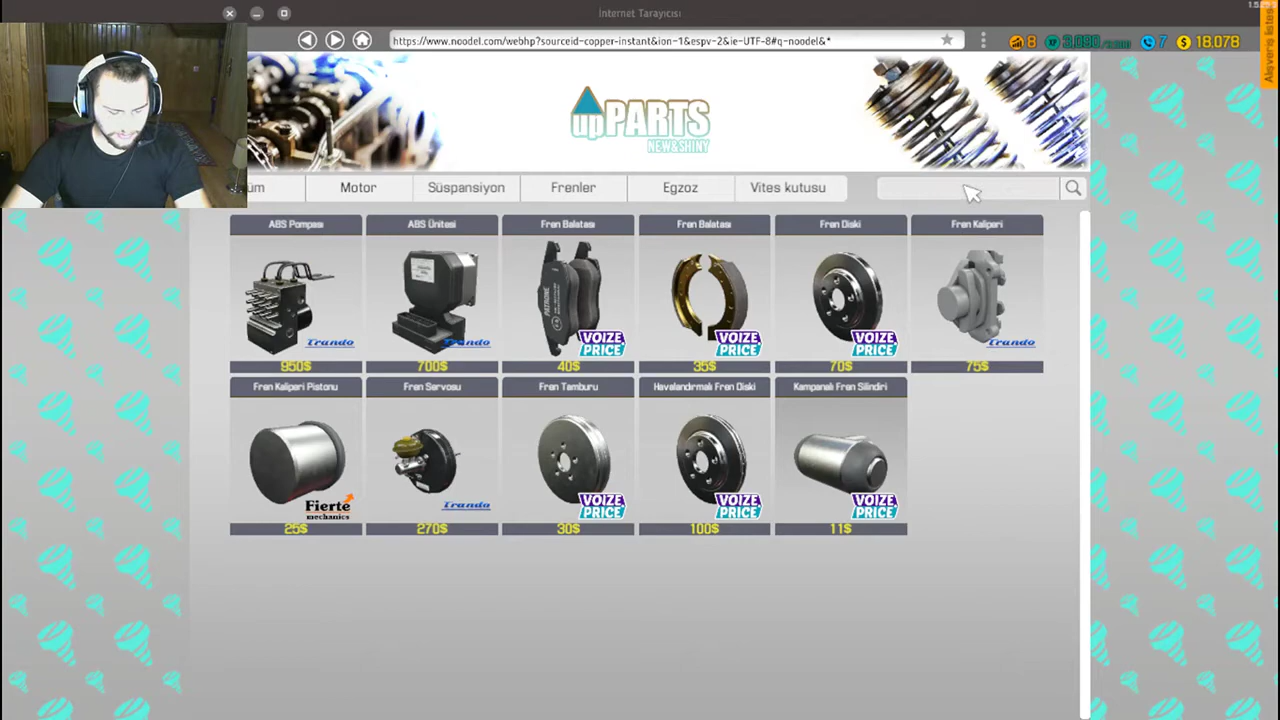 İnternet Tarayıcısı
https://www.noodel.com/webhp?sourceid-copper-instant&ion-1&espv-2&ie-UTF-8#q-noodel&*
8 7 $ 18.078
Alışveriş listesi
upPARTS
NEW&SHINY
Motor Süspansiyon Frenler Egzoz Vites kutusu
ABS Pompası ABS Ünitesi Fren Balatası Fren Balatası Fren Diski Fren Kaliperi
Trando Trando VOIZE PRICE VOIZE PRICE VOIZE PRICE Trando
950$ 700$ 40$ 35$ 70$ 75$
Fren Kaliperi Pistonu Fren Servosu Fren Tamburu Havalandırmalı Fren Diski Kampanalı Fren Silindiri
Fierte mechanics Trando VOIZE PRICE VOIZE PRICE VOIZE PRICE
25$ 270$ 30$ 100$ 11$